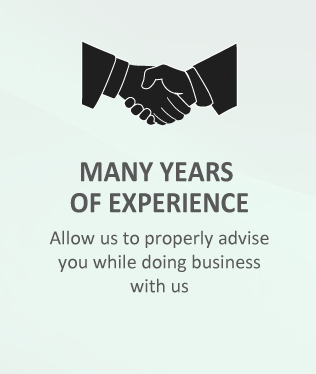 MANY YEARS
OF EXPERIENCE
Allow us to properly advise
you while doing business
with us